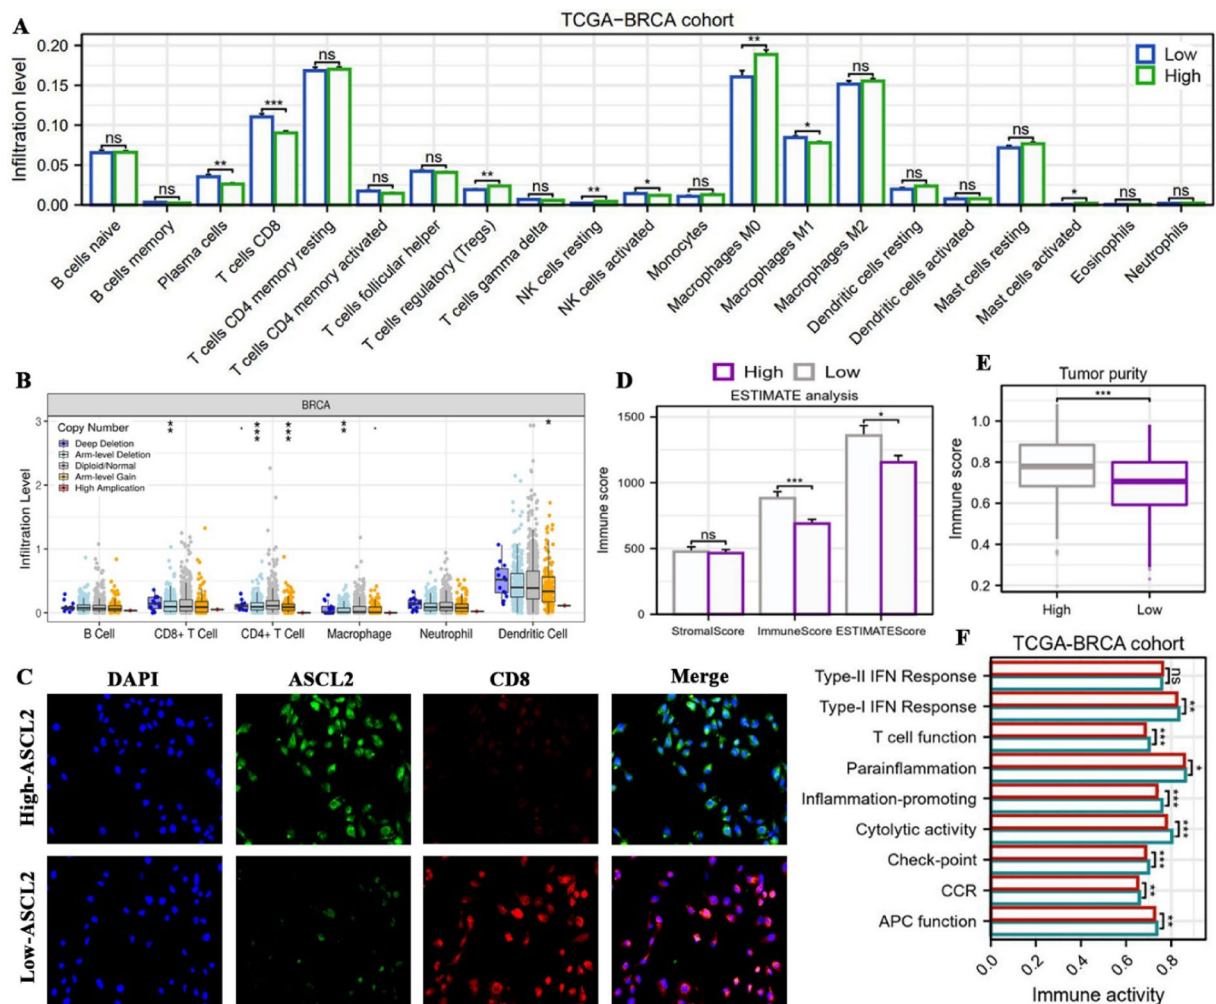 A
TCGA−BRCA cohort
Infiltration level
0.20
0.15
0.10
0.05
0.00
Low
High
ns
ns
**
***
ns
ns
ns
**
ns
**
*
ns
**
*
ns
ns
ns
ns
*
ns
ns
B cells naive
B cells memory
Plasma cells
T cells CD8
T cells CD4 memory resting
T cells CD4 memory activated
T cells follicular helper
T cells regulatory (Tregs)
T cells gamma delta
NK cells resting
NK cells activated
Monocytes
Macrophages M0
Macrophages M1
Macrophages M2
Dendritic cells resting
Dendritic cells activated
Mast cells resting
Mast cells activated
Eosinophils
Neutrophils
B
BRCA
Infiltration Level
3
2
1
0
Copy Number
Deep Deletion
Arm-level Deletion
Diploid/Normal
Arm-level Gain
High Amplication
**
.
***
***
**
.
*
B Cell
CD8+ T Cell
CD4+ T Cell
Macrophage
Neutrophil
Dendritic Cell
D
High
Low
ESTIMATE analysis
Immune score
1500
1000
500
0
ns
***
*
StromalScore
ImmuneScore
ESTIMATEScore
E
Tumor purity
Immune score
1.0
0.8
0.6
0.4
0.2
***
High
Low
C
DAPI
ASCL2
CD8
Merge
High-ASCL2
Low-ASCL2
F
TCGA-BRCA cohort
Type-II IFN Response
ns
Type-I IFN Response
**
T cell function
***
Parainflammation
*
Inflammation-promoting
***
Cytolytic activity
***
Check-point
***
CCR
**
APC function
**
0.0
0.2
0.4
0.6
0.8
Immune activity